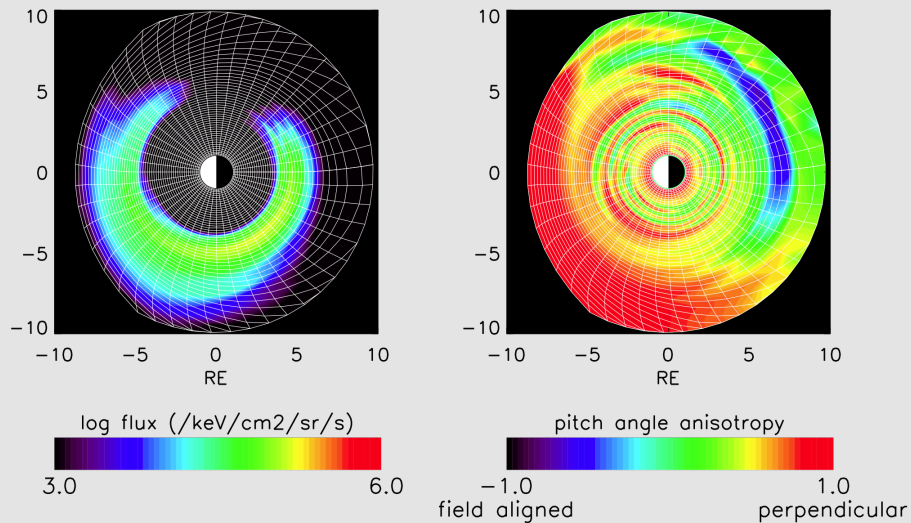 10
5
0
−5
−10
−10 −5 0 5 10
RE
log flux (/keV/cm2/sr/s)
3.0 6.0
10
5
0
−5
−10
−10 −5 0 5 10
RE
pitch angle anisotropy
−1.0 1.0
field aligned perpendicular